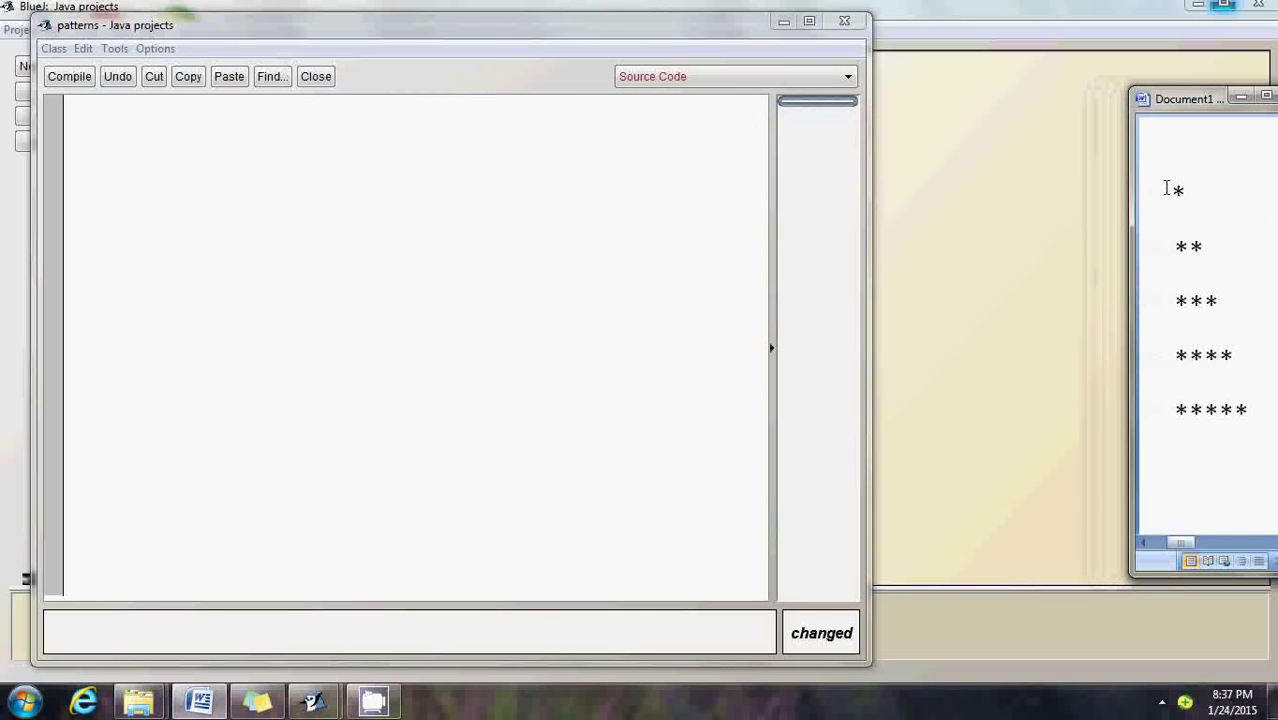 BlueJ: Java projects
patterns - Java projects
Class Edit Tools Options
Compile Undo Cut Copy Paste Find... Close
Source Code
Document1 ...
*
**
***
****
*****
changed
8:37 PM
1/24/2015